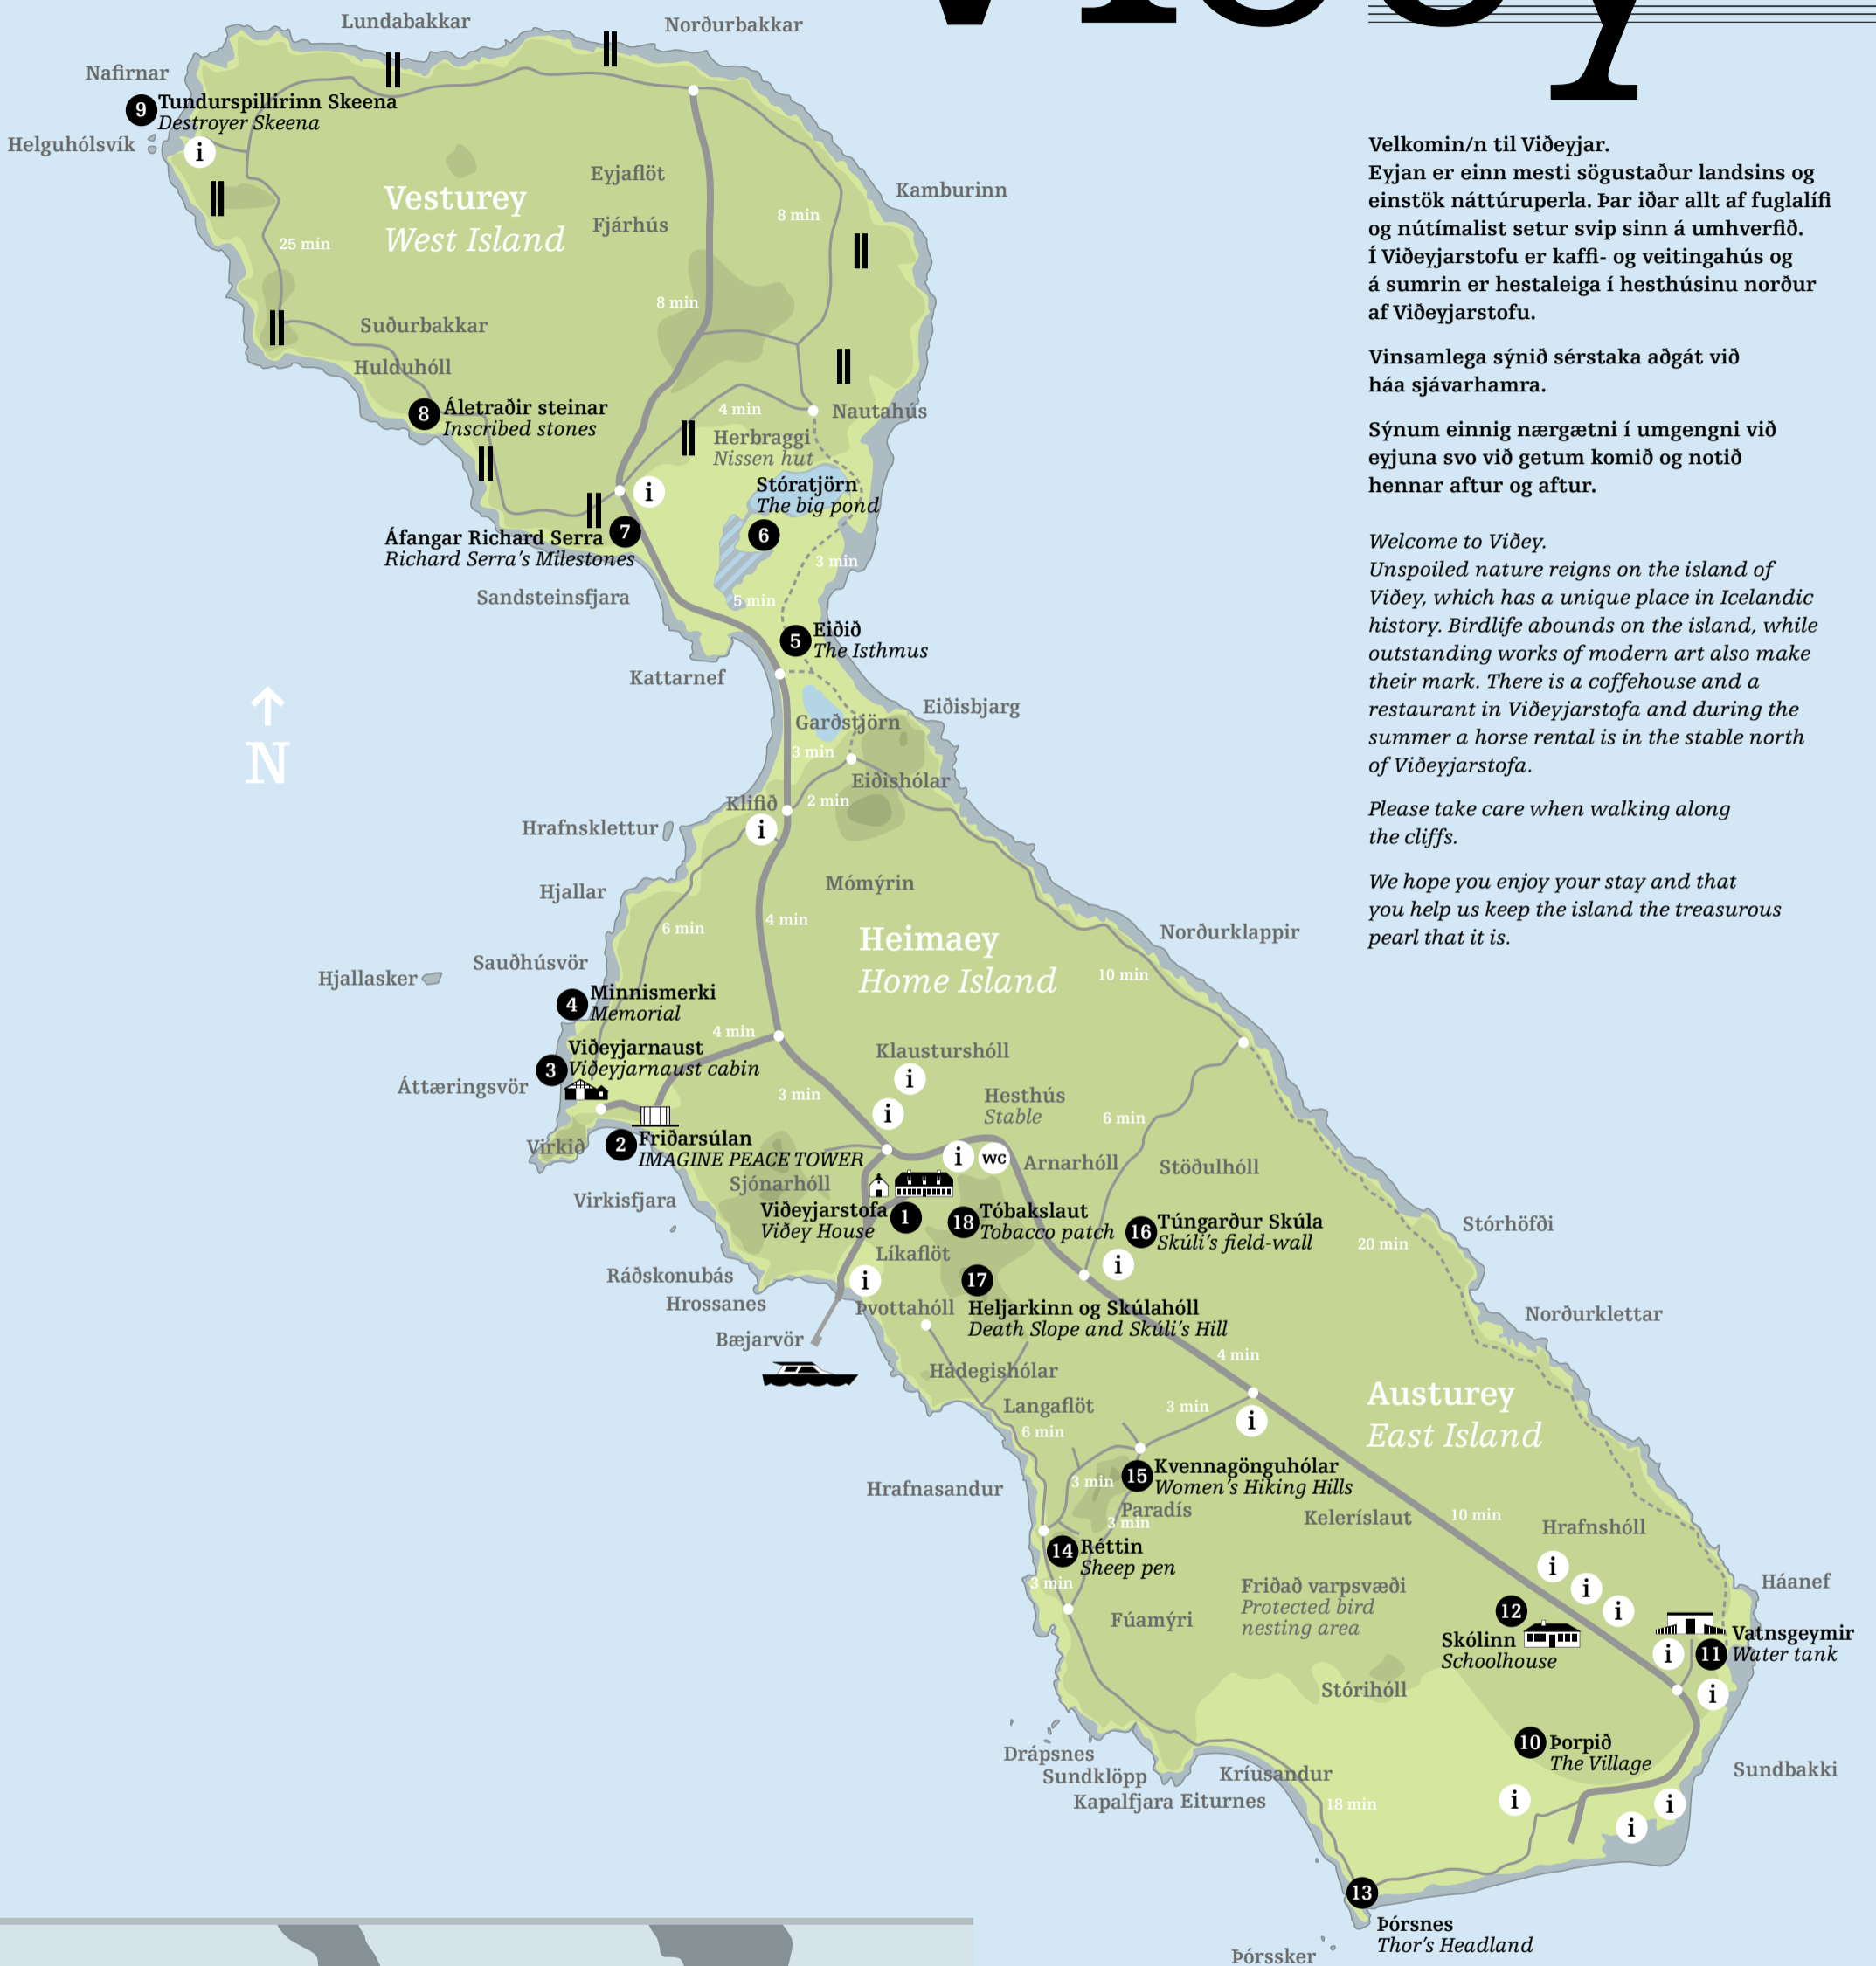 Viðey
Lundabakkar
Norðurbakkar
Nafirnar
9 Tundurspillirinn Skeena
Destroyer Skeena
Helguhólsvík
i
Eyjaflöt
Kamburinn
Vesturey
West Island
Fjárhús
8 min
25 mín
8 min
Suðurbakkar
Hulduhóll
8 Áletraðir steinar
Inscribed stones
4 min
Nautahús
Herbraggi
Nissen hut
i
Stóratjörn
The big pond
6
Áfangar Richard Serra 7
Richard Serra's Milestones
3 min
Sandsteinsfjara
5 min
5 Eiðið
The Isthmus
Kattarnef
N
Eiðisbjarg
Garðstjörn
3 min
Eiðishólar
Klifið
2 min
i
Hrafnsklettur
Hjallar
Mómýrin
4 min
6 min
Heimaey
Home Island
Norðurklappir
Sauðhúsvör
Hjallasker
10 min
4 Minnismerki
Memorial
4 min
3 Viðeyjarnaust
Viðeyjarnaust cabin
KlaustursHóll
i
i
Áttæringsvör
3 min
Hesthús
Stable
6 min
Virkið
2 Friðarsúlan
IMAGINE PEACE TOWER
i
wc
Arnarhóll
Stöðulhóll
Sjónarhóll
Virkisfjara
Viðeyjarstofa 1
Viðey House
18 Tóbakslaut
Tobacco patch
16 Túngarður Skúla
Skúli's field-wall
Stórhöfði
20 min
Líkaflöt
i
i
Ráðskonubás
Hrossanes
17
Heljarkinn og Skúlahóll
Death Slope and Skúli's Hill
Þvottahóll
Norðurklettar
Bæjarvör
4 min
Hádegishólar
Austurey
East Island
Langaflöt
3 min
i
6 min
Hrafnasandur
3 min
15 Kvennagönguhólar
Women's Hiking Hills
Paradís
3 min
Keleríslaut
10 min
Hrafnshóll
14 Réttin
Sheep pen
i
i
i
3 min
Friðað varpsvæði
Protected bird
nesting area
Háanef
Fúamýri
12
Skólinn
Schoolhouse
i
11 Vatnsgeymir
Water tank
i
Stórihóll
10 Þorpið
The Village
Drápsnes
Sundklöpp
Kapalfjara
Eiturnes
Kríusandur
Sundbakki
18 min
i
i
i
13
Þórsnes
Thor's Headland
Þórssker
Velkomin/n til Viðeyjar.
Eyjan er einn mesti sögustaður landsins og
einstök náttúruperla. Þar iðar allt af fuglalífi
og nútímalist setur svip sinn á umhverfið.
Í Viðeyjarstofu er kaffi- og veitingahús og
á sumrin er hestaleiga í hesthúsinu norður
af Viðeyjarstofu.
Vinsamlega sýnið sérstaka aðgát við
háa sjávarhamra.
Sýnum einnig nærgætni í umgengni við
eyjuna svo við getum komið og notið
hennar aftur og aftur.
Welcome to Viðey.
Unspoiled nature reigns on the island of
Viðey, which has a unique place in Icelandic
history. Birdlife abounds on the island, while
outstanding works of modern art also make
their mark. There is a coffehouse and a
restaurant in Viðeyjarstofa and during the
summer a horse rental is in the stable north
of Viðeyjarstofa.
Please take care when walking along
the cliffs.
We hope you enjoy your stay and that
you help us keep the island the treasurous
pearl that it is.